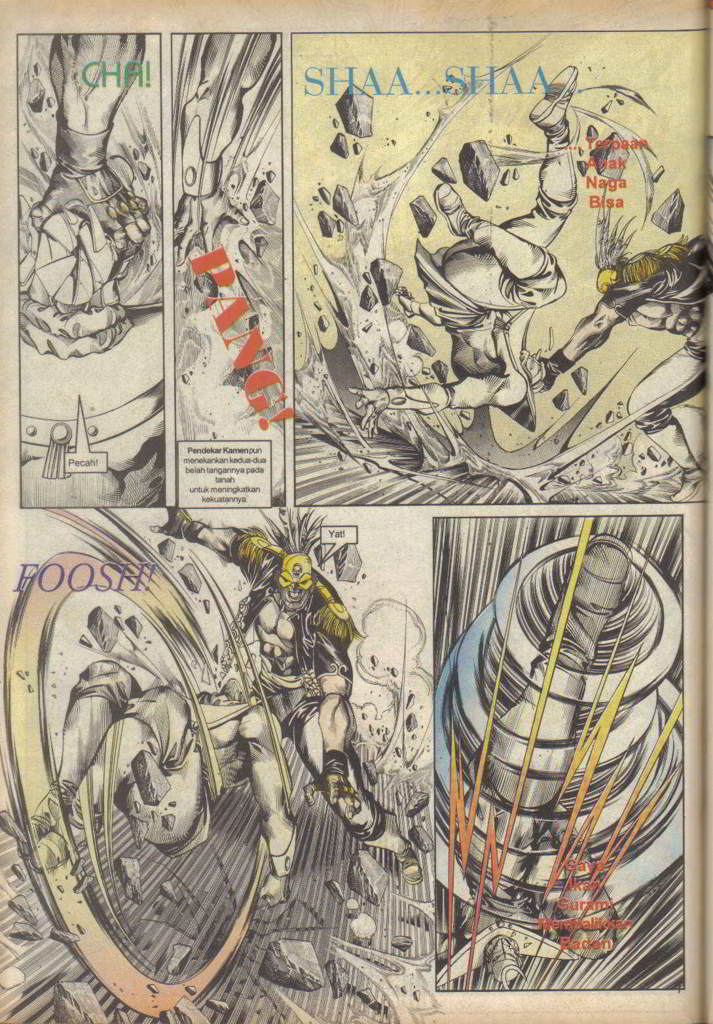 CHA!
Pecah!
PANG!
Pendekar Kamen pun
menekankan kedua-dua
belah tangannya pada
tanah
untuk meningkatkan
kekuatannya.
SHAA...SHAA...
.... Terpaan
Anak
Naga
Bisa
FOOSH!
Yat!
Gaya
Ikan
Surami
Membalikkan
Badan